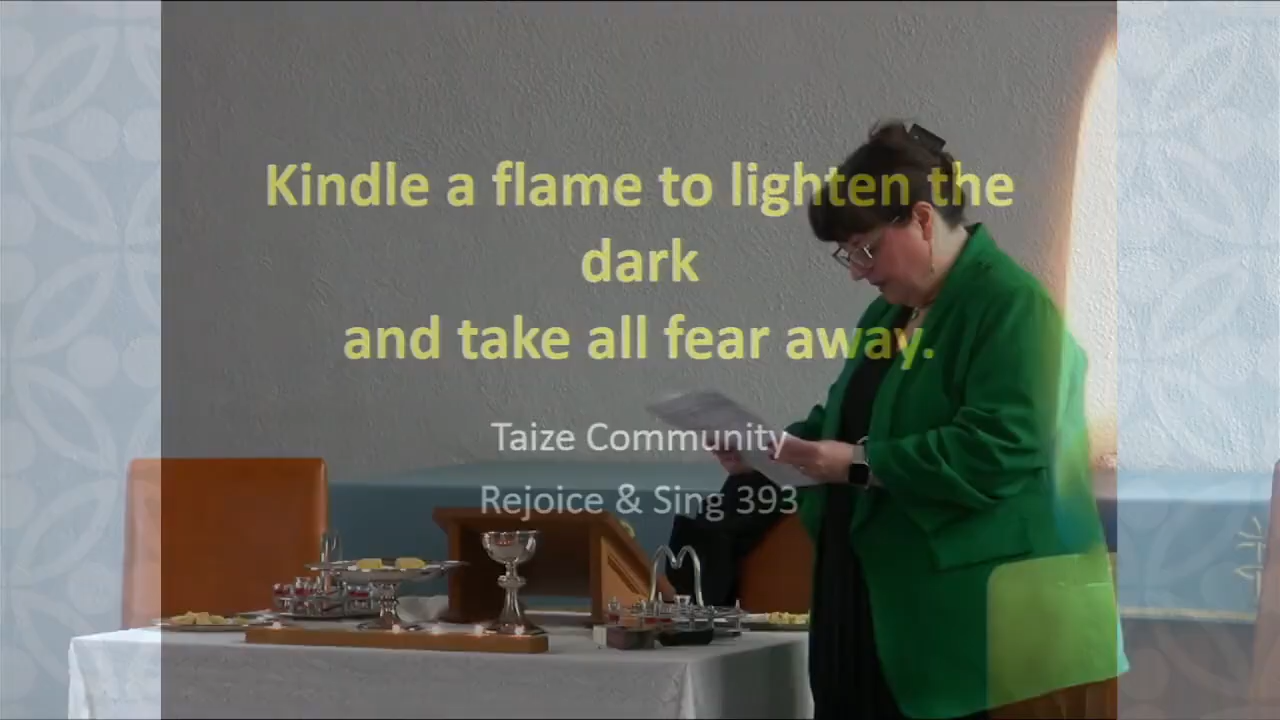 Kindle a flame to lighten the
dark
and take all fear away.
Taize Community
Rejoice & Sing 393